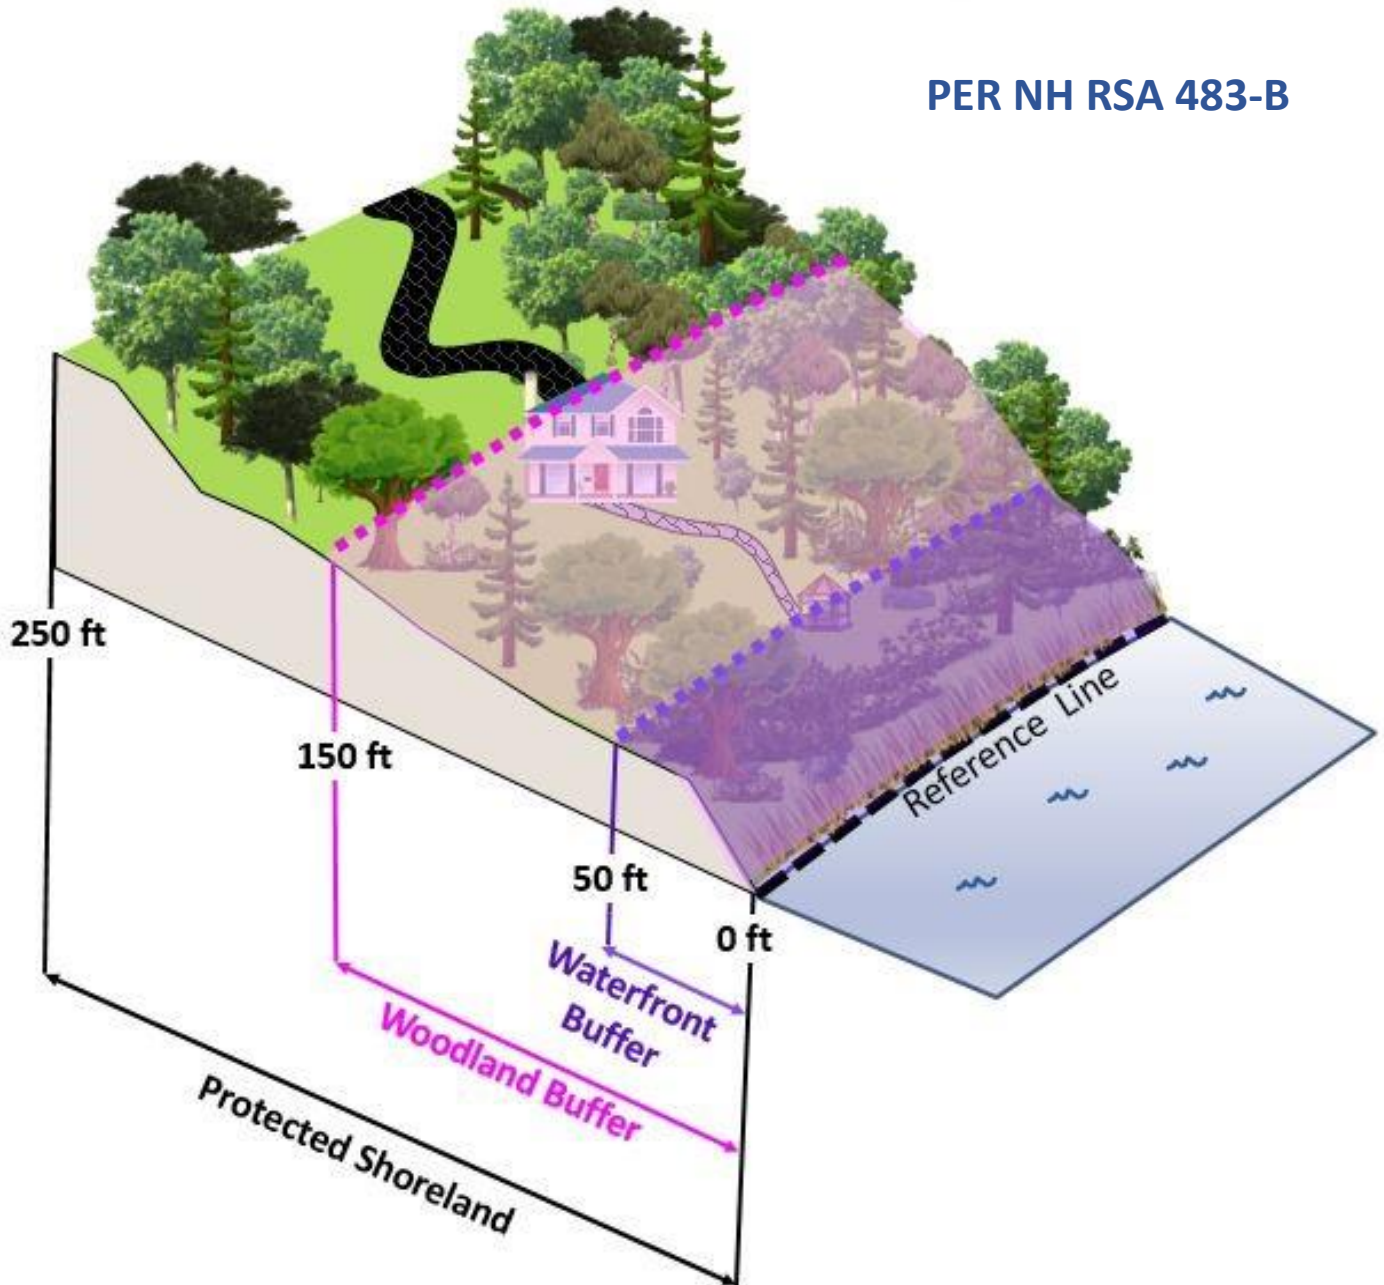 PER NH RSA 483-B
250 ft
150 ft
50 ft
0 ft
Reference Line
Waterfront
Buffer
Woodland Buffer
Protected Shoreland